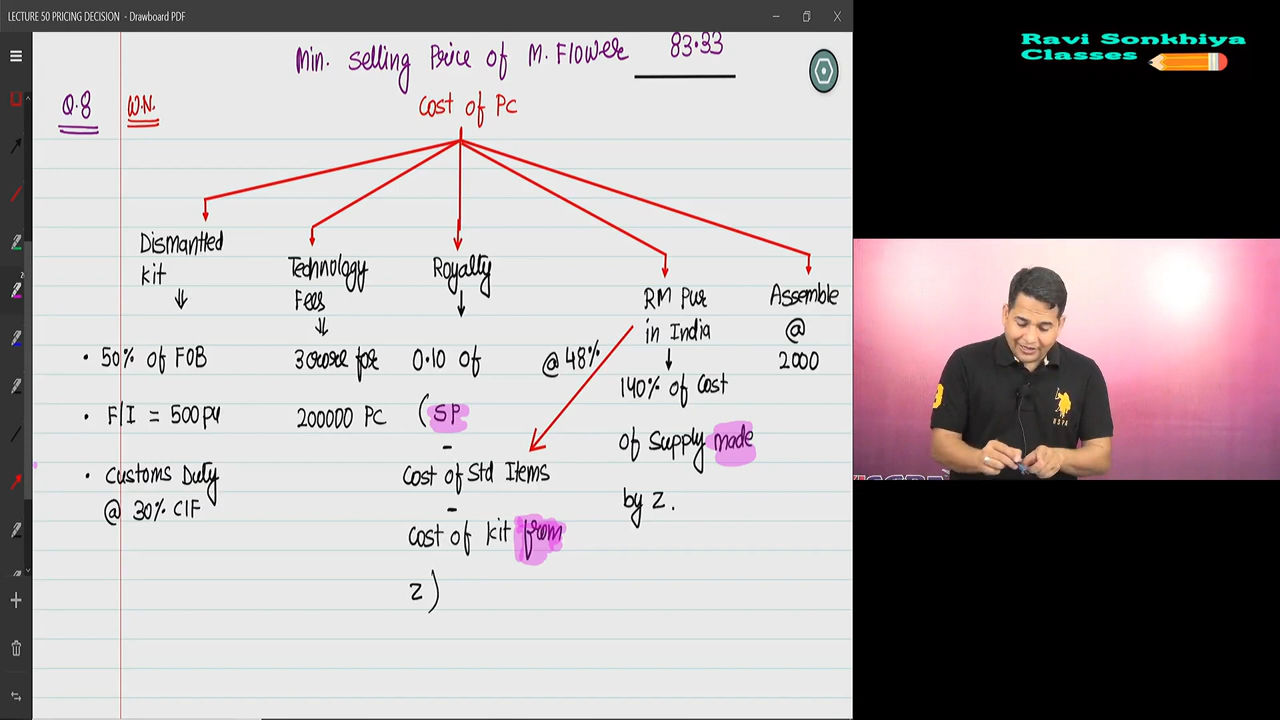 LECTURE 50 PRICING DECISION - Drawboard PDF
Min. Selling Price of M. Flower 83.33
Ravi Sonkhiya
Classes
Q.8 W.N. Cost of PC
Dismantled
Kit
Technology
Fees
Royalty
RM Pur
in India
Assemble
@
2000
• 50% of FOB
• F/I = 500 pu
• Customs Duty
@ 30% CIF
3 crore for
200000 PC
0.10 of
(SP
-
Cost of Std Items
-
Cost of Kit from
Z)
@ 48%
140% of Cost
of Supply made
by Z.
3
USPA